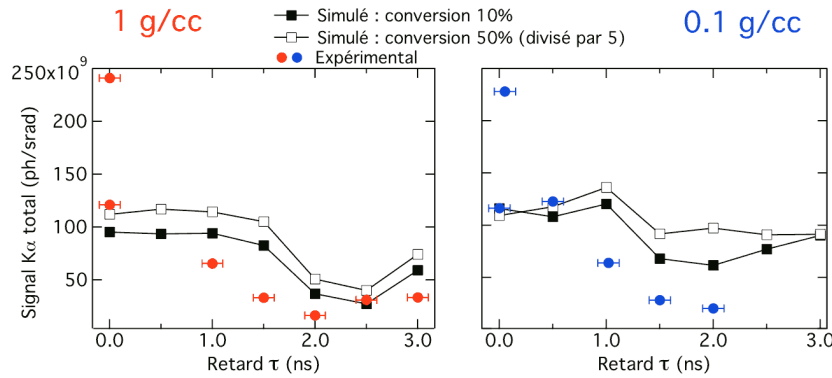 1 g/cc
Simulé : conversion 10%
Simulé : conversion 50% (divisé par 5)
Expérimental
0.1 g/cc
250x10⁹
200
150
100
50
Signal Kα total (ph/srad)
0.0 1.0 2.0 3.0
Retard τ (ns)
0.0 1.0 2.0 3.0
Retard τ (ns)